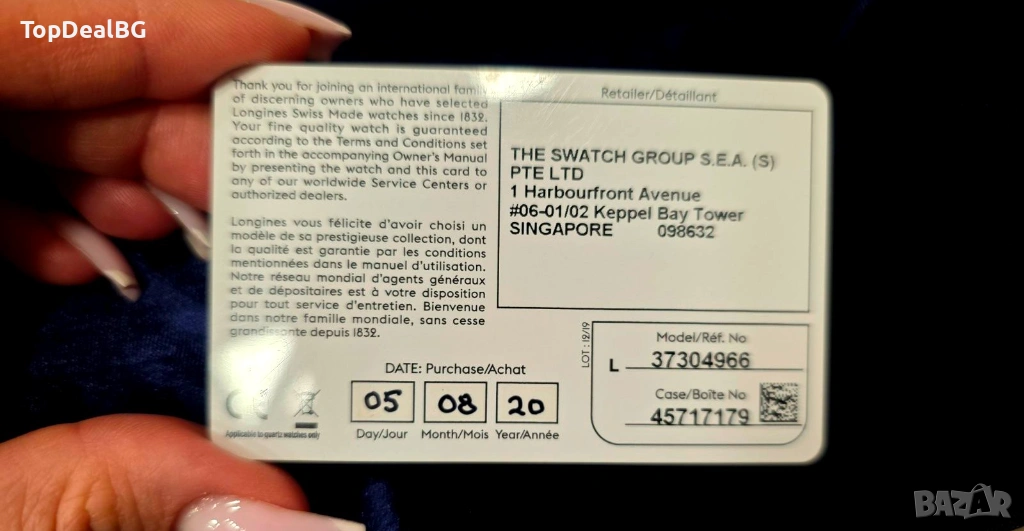 TopDealBG
Thank you for joining an international family
of discerning owners who have selected
Longines Swiss Made watches since 1832.
Your fine quality watch is guaranteed
according to the Terms and Conditions set
forth in the accompanying Owner's Manual
by presenting the watch and this card to
any of our worldwide Service Centers or
authorized dealers.
Longines vous félicite d'avoir choisi un
modèle de sa prestigieuse collection, dont
la qualité est garantie par les conditions
mentionnées dans le manuel d'utilisation.
Notre réseau mondial d'agents généraux
et de dépositaires est à votre disposition
pour tout service d'entretien. Bienvenue
dans notre famille mondiale, sans cesse
grandissante depuis 1832.
CE
Applicable to quartz watches only
DATE: Purchase/Achat
05 08 20
Day/Jour Month/Mois Year/Année
Retailer/Détaillant
THE SWATCH GROUP S.E.A. (S)
PTE LTD
1 Harbourfront Avenue
#06-01/02 Keppel Bay Tower
SINGAPORE 098632
LOT: 12/19
Model/Réf. No
L 37304966
Case/Boîte No
45717179
BAZAR